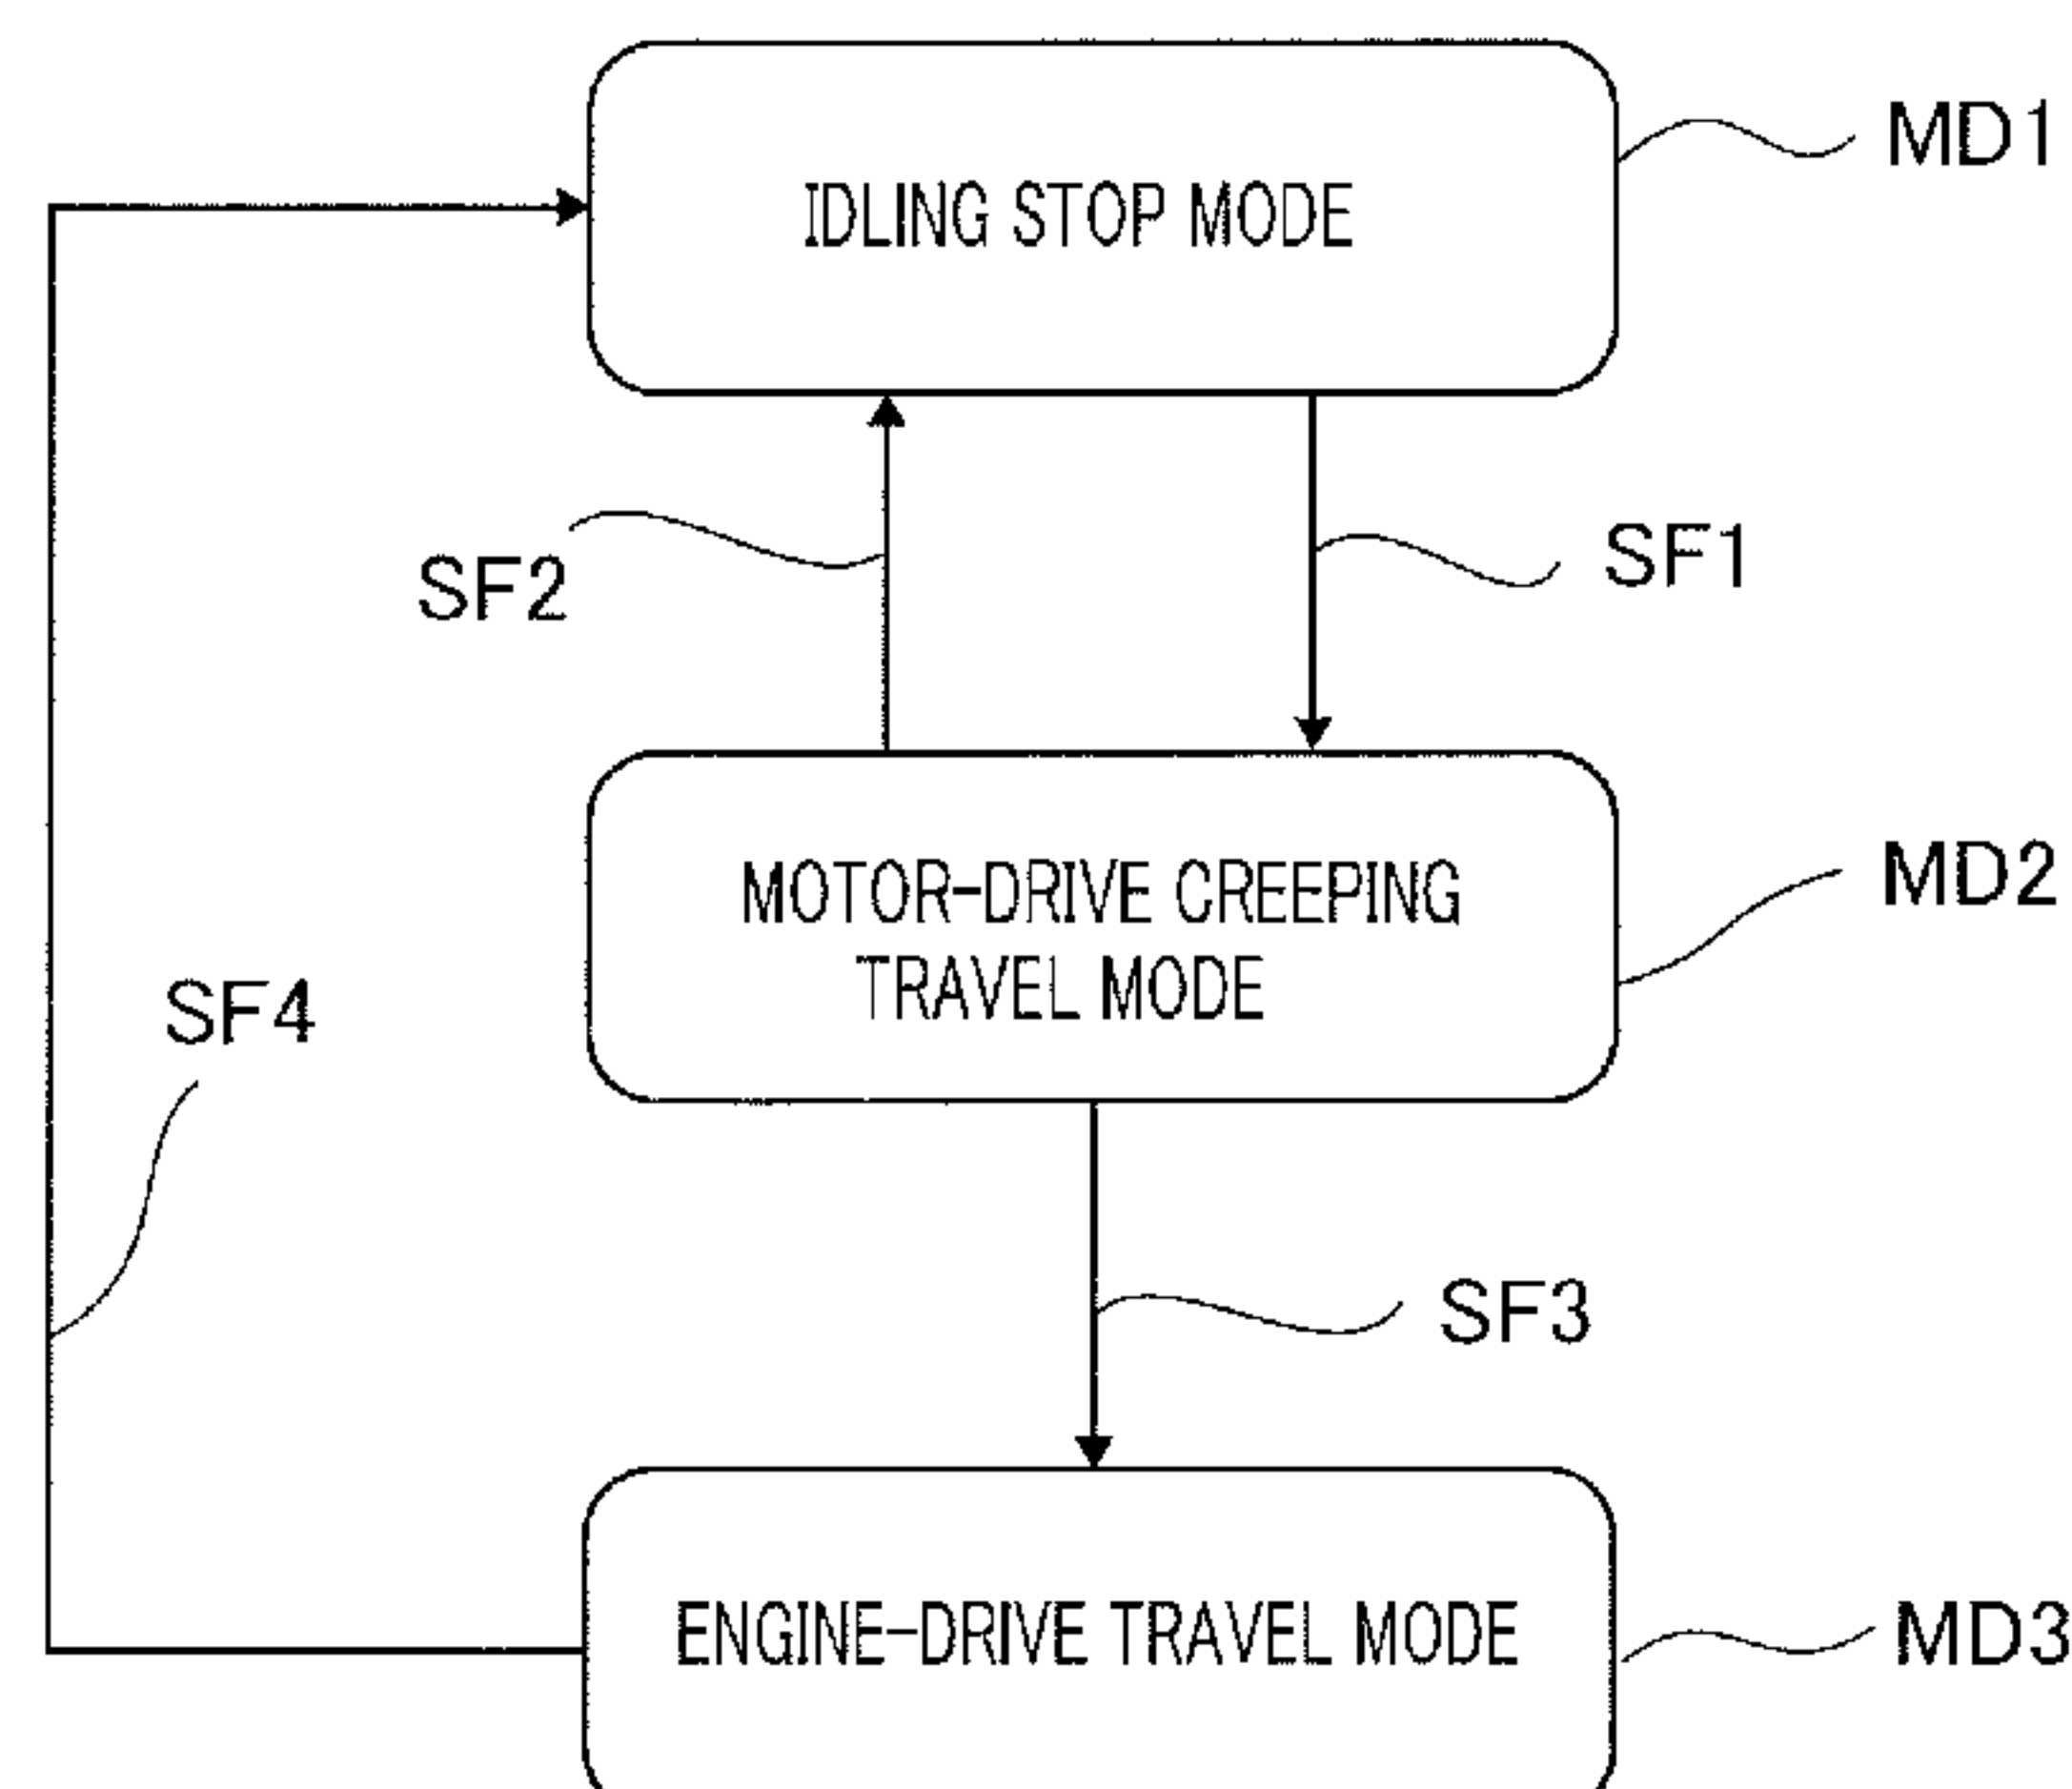 MD1
IDLING STOP MODE
SF2
SF1
MOTOR-DRIVE CREEPING
TRAVEL MODE
MD2
SF4
SF3
ENGINE-DRIVE TRAVEL MODE
MD3